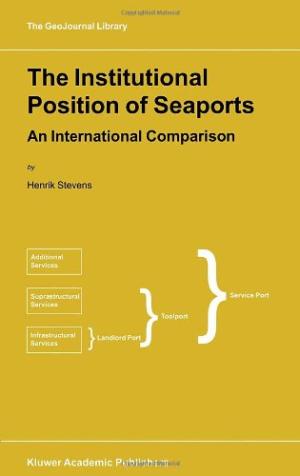 The GeoJournal Library
The Institutional
Position of Seaports
An International Comparison
by
Henrik Stevens
Additional
Services
Service Port
Suprastructural
Services
Toolport
Infrastructural
Services
Landlord Port
Kluwer Academic Publishers